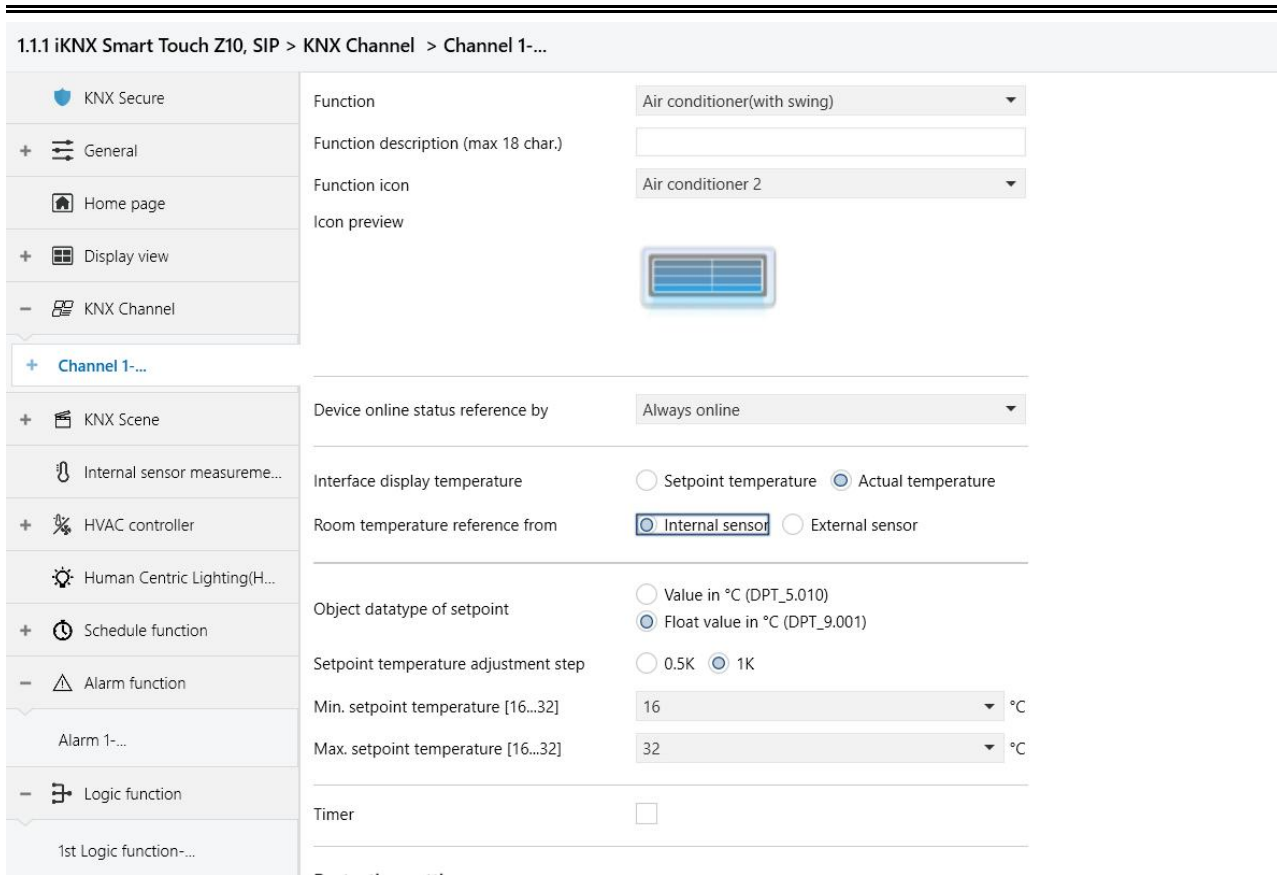 1.1.1 iKNX Smart Touch Z10, SIP > KNX Channel > Channel 1-...
KNX Secure
+ General
Home page
+ Display view
− KNX Channel
+ Channel 1-...
+ KNX Scene
Internal sensor measureme...
+ HVAC controller
Human Centric Lighting(H...
+ Schedule function
− Alarm function
Alarm 1-...
− Logic function
1st Logic function-...
Function Air conditioner(with swing)
Function description (max 18 char.)
Function icon Air conditioner 2
Icon preview
Device online status reference by Always online
Interface display temperature Setpoint temperature Actual temperature
Room temperature reference from Internal sensor External sensor
Object datatype of setpoint
Value in °C (DPT_5.010)
Float value in °C (DPT_9.001)
Setpoint temperature adjustment step 0.5K 1K
Min. setpoint temperature [16...32] 16 °C
Max. setpoint temperature [16...32] 32 °C
Timer